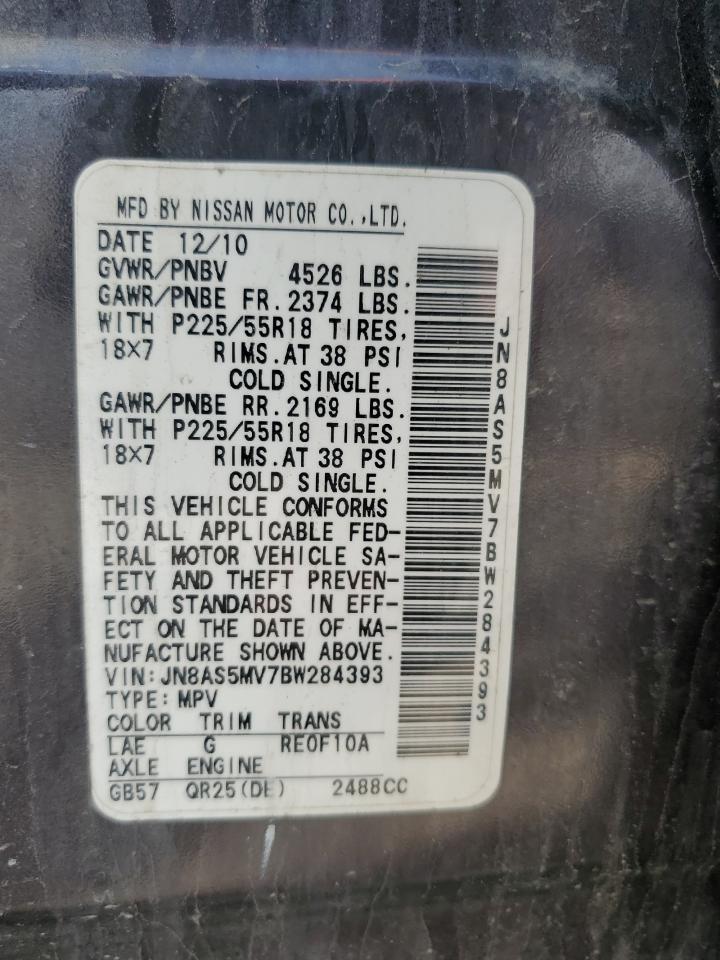 MFD BY NISSAN MOTOR CO.,LTD.
DATE 12/10
GVWR/PNBV 4526 LBS.
GAWR/PNBE FR.2374 LBS.
WITH P225/55R18 TIRES,
18X7 RIMS.AT 38 PSI
COLD SINGLE.
GAWR/PNBE RR.2169 LBS.
WITH P225/55R18 TIRES,
18X7 RIMS.AT 38 PSI
COLD SINGLE.
THIS VEHICLE CONFORMS
TO ALL APPLICABLE FED-
ERAL MOTOR VEHICLE SA-
FETY AND THEFT PREVEN-
TION STANDARDS IN EFF-
ECT ON THE DATE OF MA-
NUFACTURE SHOWN ABOVE.
VIN:JN8AS5MV7BW284393
TYPE:MPV
COLOR TRIM TRANS
LAE G RE0F10A
AXLE ENGINE
GB57 QR25(DE) 2488CC
JN8AS5MV7BW284393